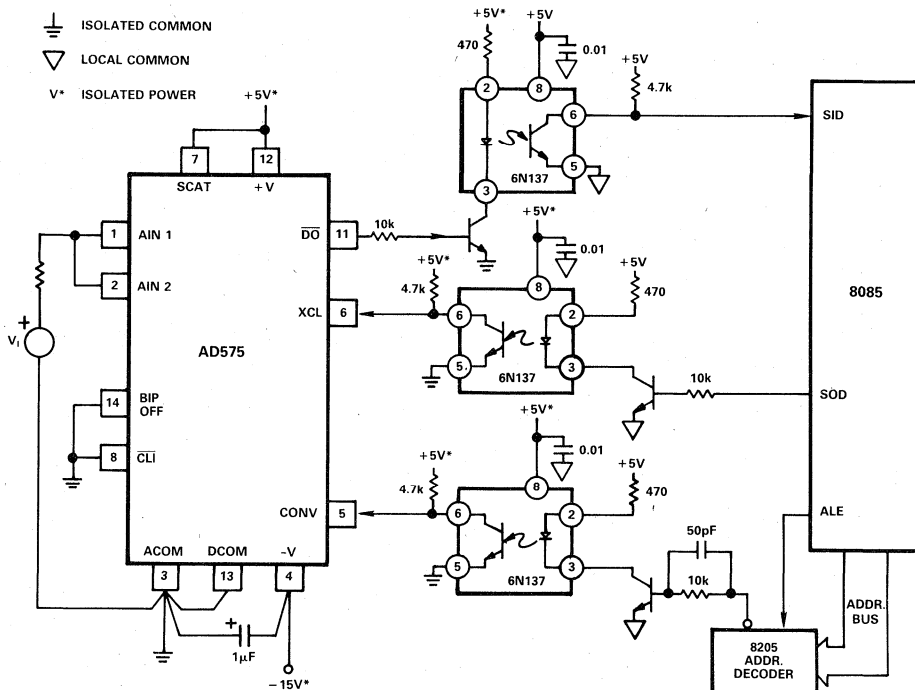 ISOLATED COMMON
LOCAL COMMON
V* ISOLATED POWER
+5V*
7
SCAT
12
+V
1
AIN 1
2
AIN 2
+
V₁
14
BIP
OFF
8
C̅L̅I̅
AD575
D̅O̅
11
XCL
6
CONV
5
ACOM
3
DCOM
13
-V
4
+
1μF
-15V*
10k
+5V*
470
+5V
0.01
2
8
6
5
3
6N137
+5V
4.7k
+5V*
0.01
+5V*
4.7k
8
6
5.
2
3
6N137
+5V
470
10k
+5V*
0.01
+5V*
4.7k
8
6
5
2
3
6N137
+5V
470
50pF
10k
SID
8085
SOD
ALE
ADDR.
BUS
8205
ADDR.
DECODER